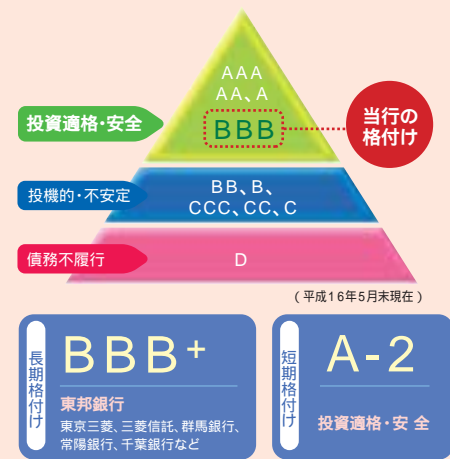 AAA
AA、A
BBB
投資適格・安全
当行の
格付け
投機的・不安定
BB、B、
CCC、CC、C
債務不履行
D
(平成16年5月末現在)
長期格付け
BBB+
東邦銀行
東京三菱、三菱信託、群馬銀行、
常陽銀行、千葉銀行など
短期格付け
A-2
投資適格・安全